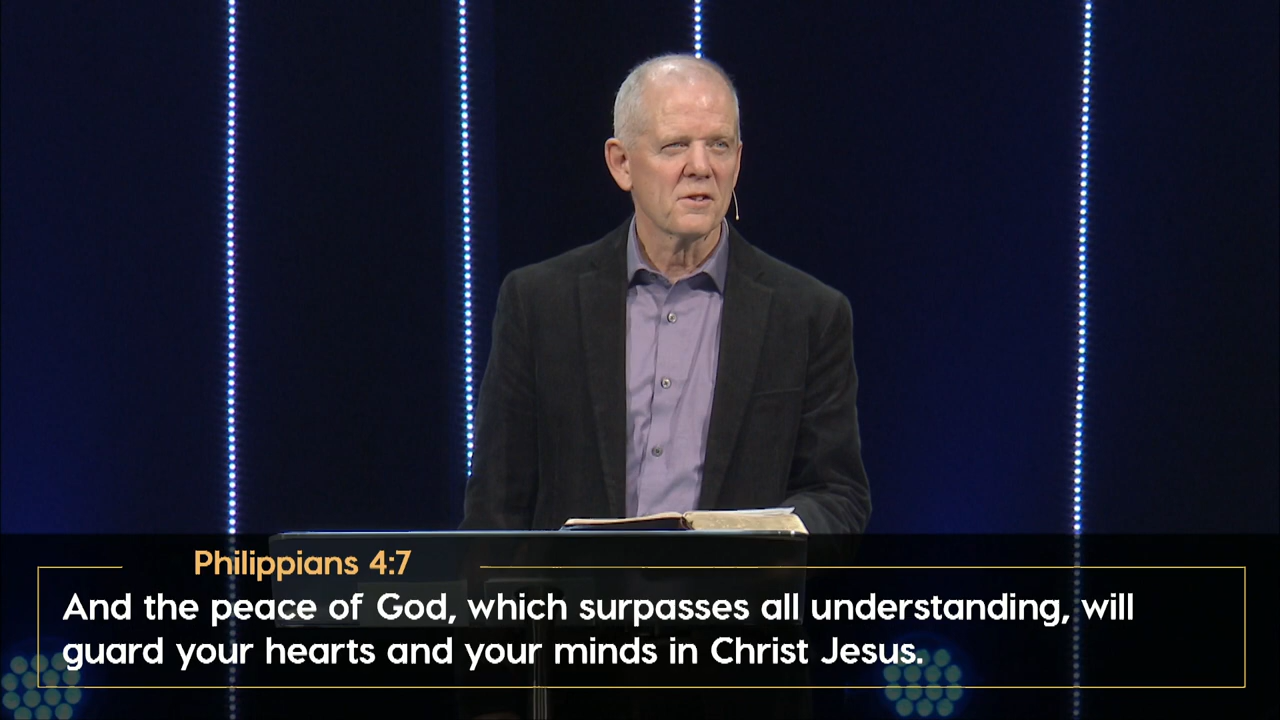 Philippians 4:7
And the peace of God, which surpasses all understanding, will
guard your hearts and your minds in Christ Jesus.